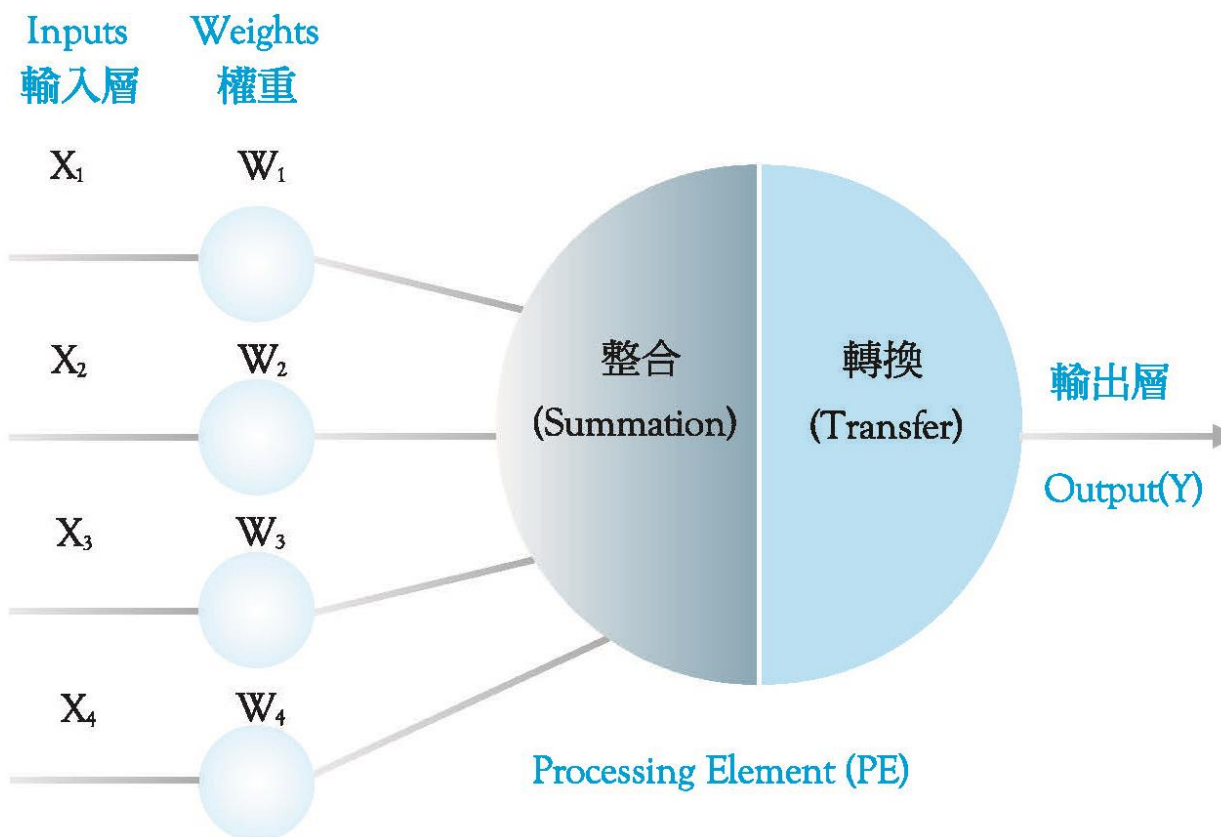 Inputs Weights
輸入層 權重
X₁ W₁
X₂ W₂
整合 轉換
(Summation) (Transfer)
輸出層
Output(Y)
X₃ W₃
X₄ W₄
Processing Element (PE)